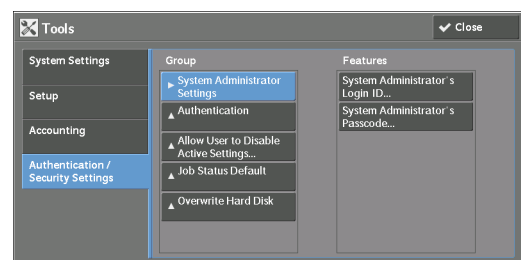 Tools
Close
System Settings
Setup
Accounting
Authentication /
Security Settings
Group
System Administrator
Settings
Authentication
Allow User to Disable
Active Settings...
Job Status Default
Overwrite Hard Disk
Features
System Administrator's
Login ID...
System Administrator's
Passcode...